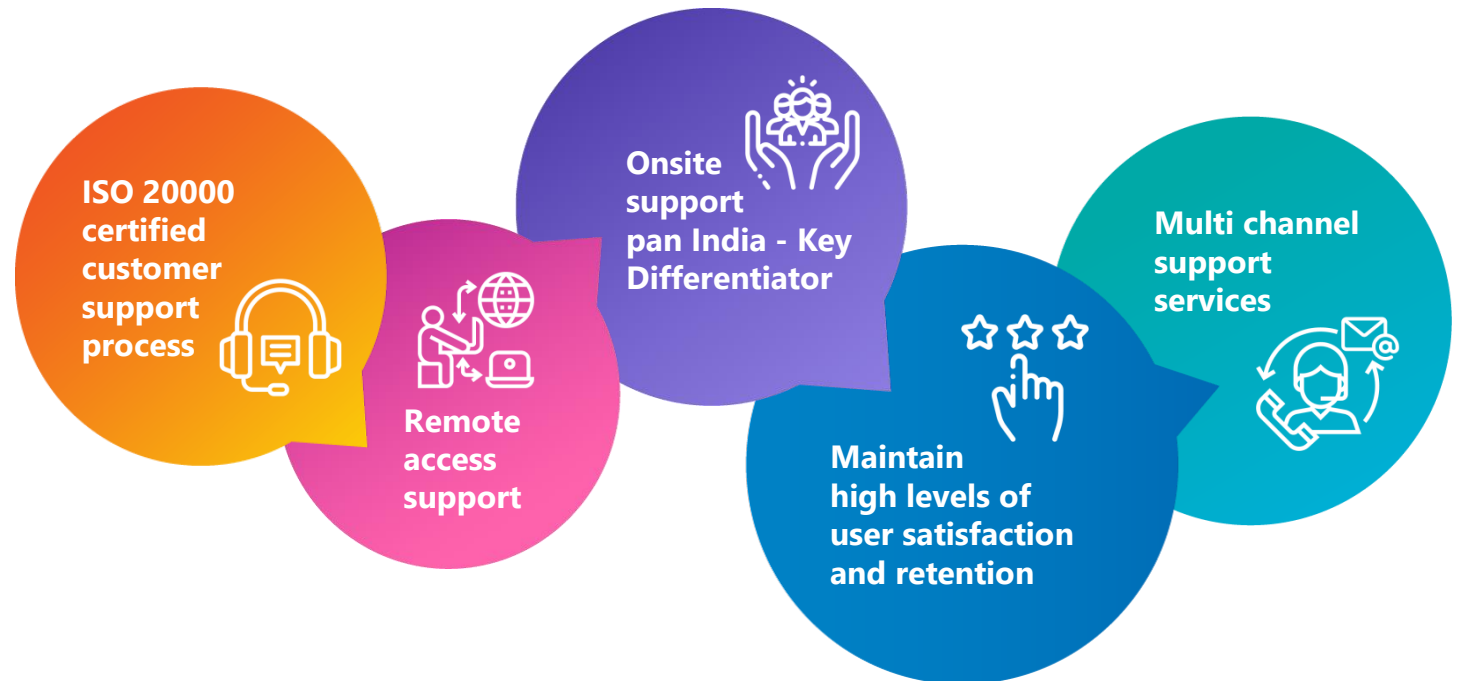 ISO 20000
certified
customer
support
process
Remote
access
support
Onsite
support
pan India - Key
Differentiator
Maintain
high levels of
user satisfaction
and retention
Multi channel
support
services